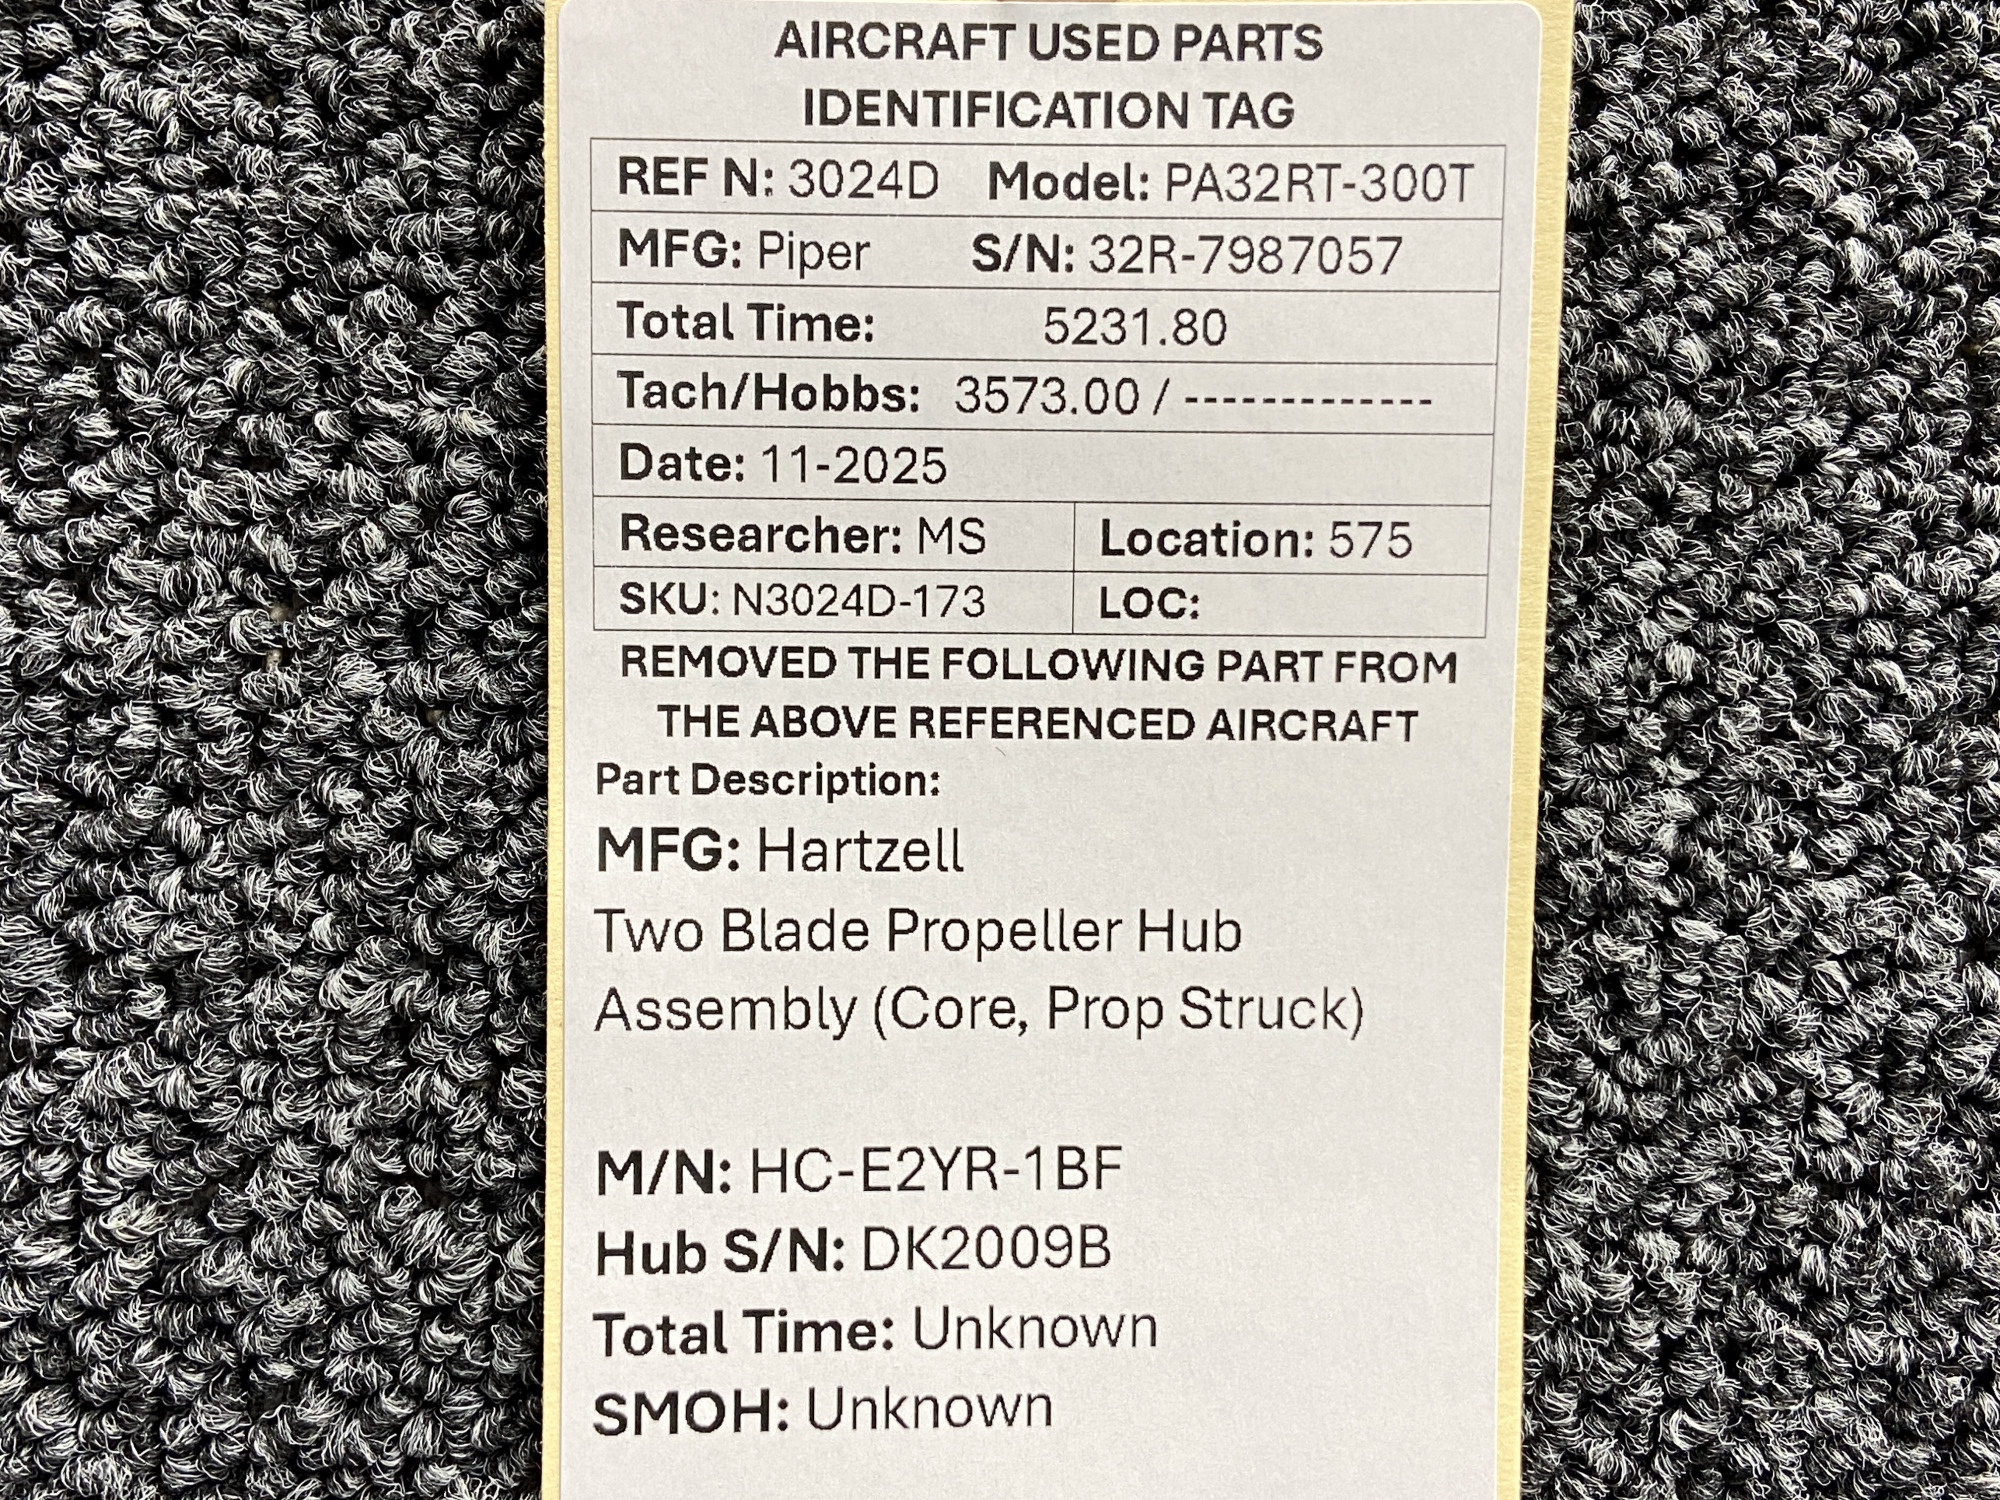 AIRCRAFT USED PARTS
IDENTIFICATION TAG
REF N: 3024D Model: PA32RT-300T
MFG: Piper S/N: 32R-7987057
Total Time: 5231.80
Tach/Hobbs: 3573.00 / -------------
Date: 11-2025
Researcher: MS Location: 575
SKU: N3024D-173 LOC:
REMOVED THE FOLLOWING PART FROM
THE ABOVE REFERENCED AIRCRAFT
Part Description:
MFG: Hartzell
Two Blade Propeller Hub
Assembly (Core, Prop Struck)
M/N: HC-E2YR-1BF
Hub S/N: DK2009B
Total Time: Unknown
SMOH: Unknown